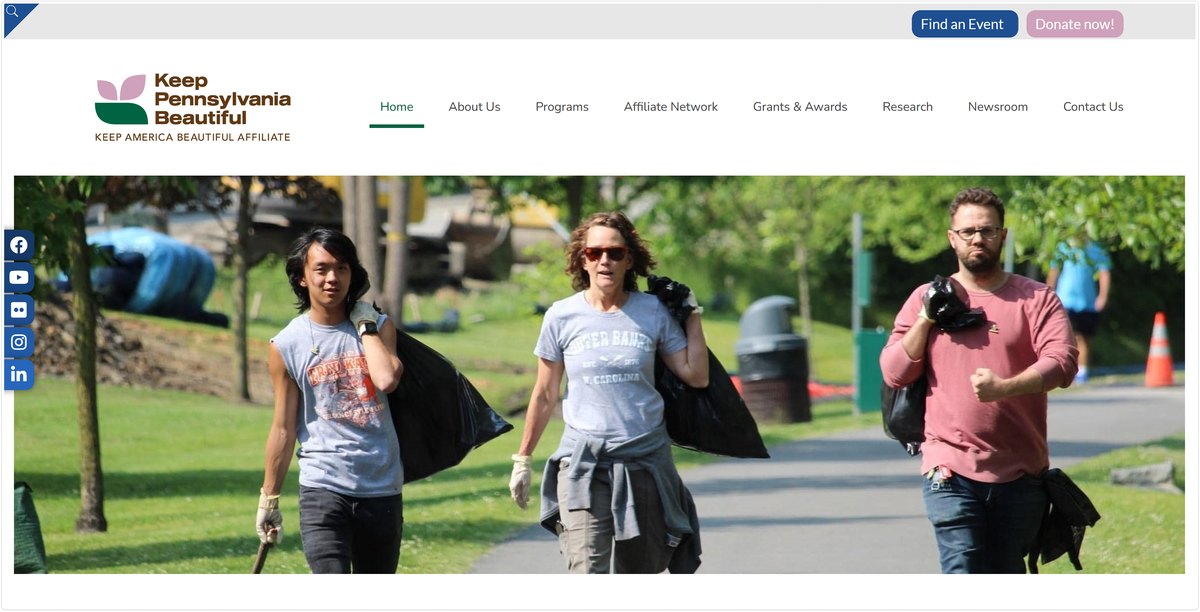 Find an Event
Donate now!
Keep
Pennsylvania
Beautiful
KEEP AMERICA BEAUTIFUL AFFILIATE
Home
About Us
Programs
Affiliate Network
Grants & Awards
Research
Newsroom
Contact Us
in
OUTER BANKS
N. CAROLINA